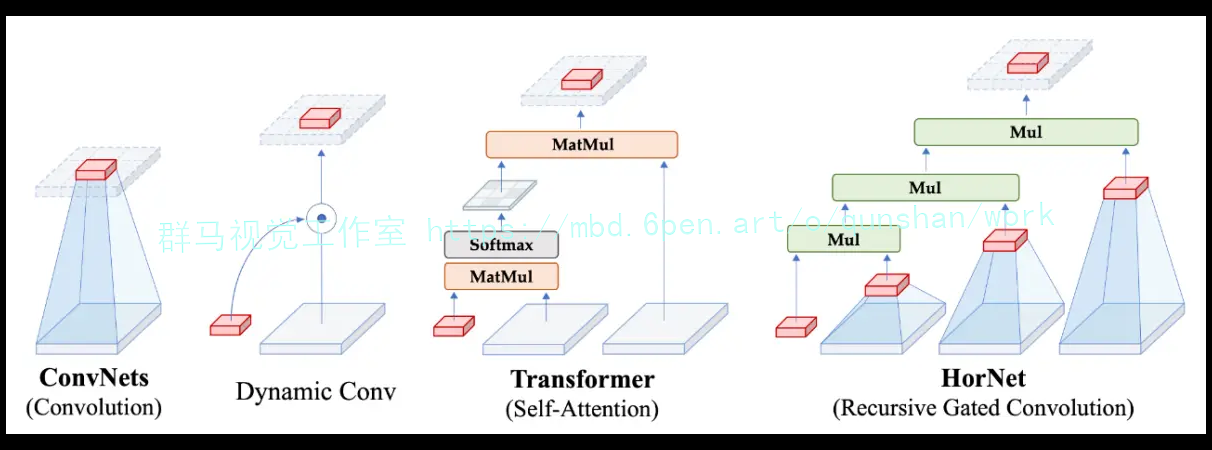 Mul
MatMul
Mul
群马视觉工作室 https://mbd.6pen.art/o/qunshan/work
Softmax
Mul
MatMul
ConvNets
(Convolution)
Dynamic Conv
Transformer
(Self-Attention)
HorNet
(Recursive Gated Convolution)